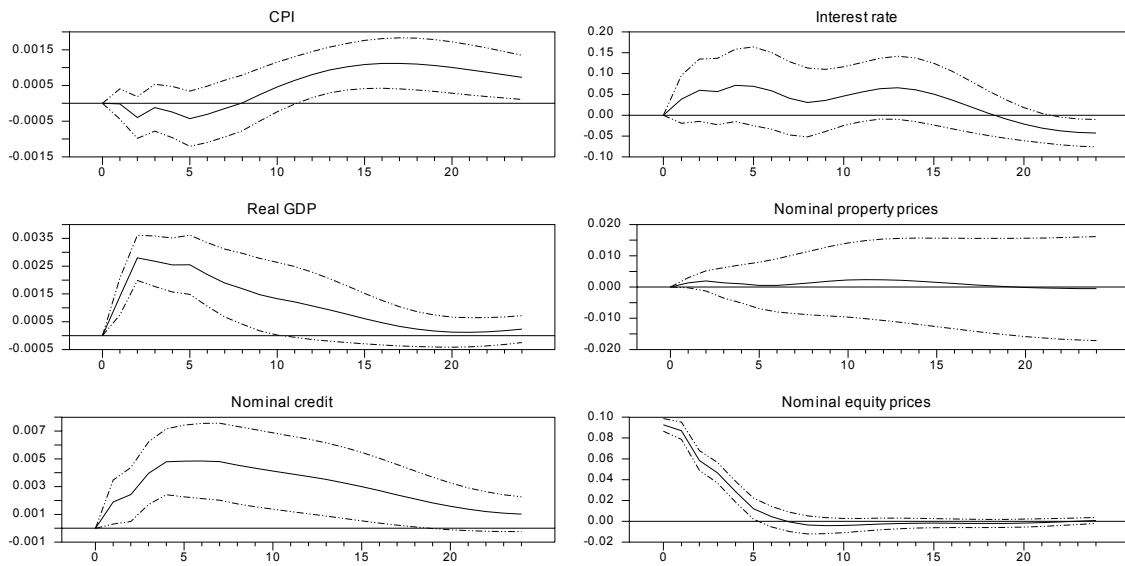 CPI
0.0015
0.0005
-0.0005
-0.0015
0 5 10 15 20
Interest rate
0.20
0.15
0.10
0.05
0.00
-0.05
-0.10
0 5 10 15 20
Real GDP
0.0035
0.0025
0.0015
0.0005
-0.0005
0 5 10 15 20
Nominal property prices
0.020
0.010
0.000
-0.010
-0.020
0 5 10 15 20
Nominal credit
0.007
0.005
0.003
0.001
-0.001
0 5 10 15 20
Nominal equity prices
0.10
0.08
0.06
0.04
0.02
0.00
-0.02
0 5 10 15 20